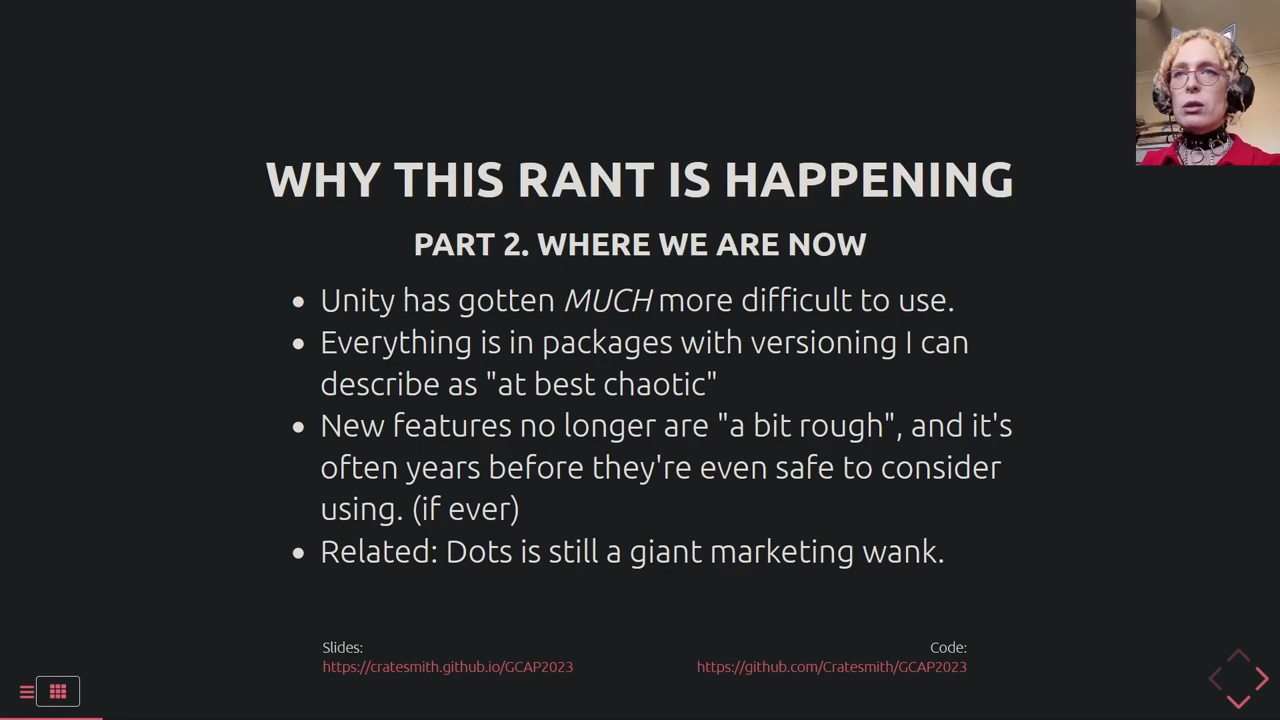 WHY THIS RANT IS HAPPENING
PART 2. WHERE WE ARE NOW
Unity has gotten MUCH more difficult to use.
Everything is in packages with versioning I can
describe as "at best chaotic"
New features no longer are "a bit rough", and it's
often years before they're even safe to consider
using. (if ever)
Related: Dots is still a giant marketing wank.
Slides:
https://cratesmith.github.io/GCAP2023
Code:
https://github.com/Cratesmith/GCAP2023